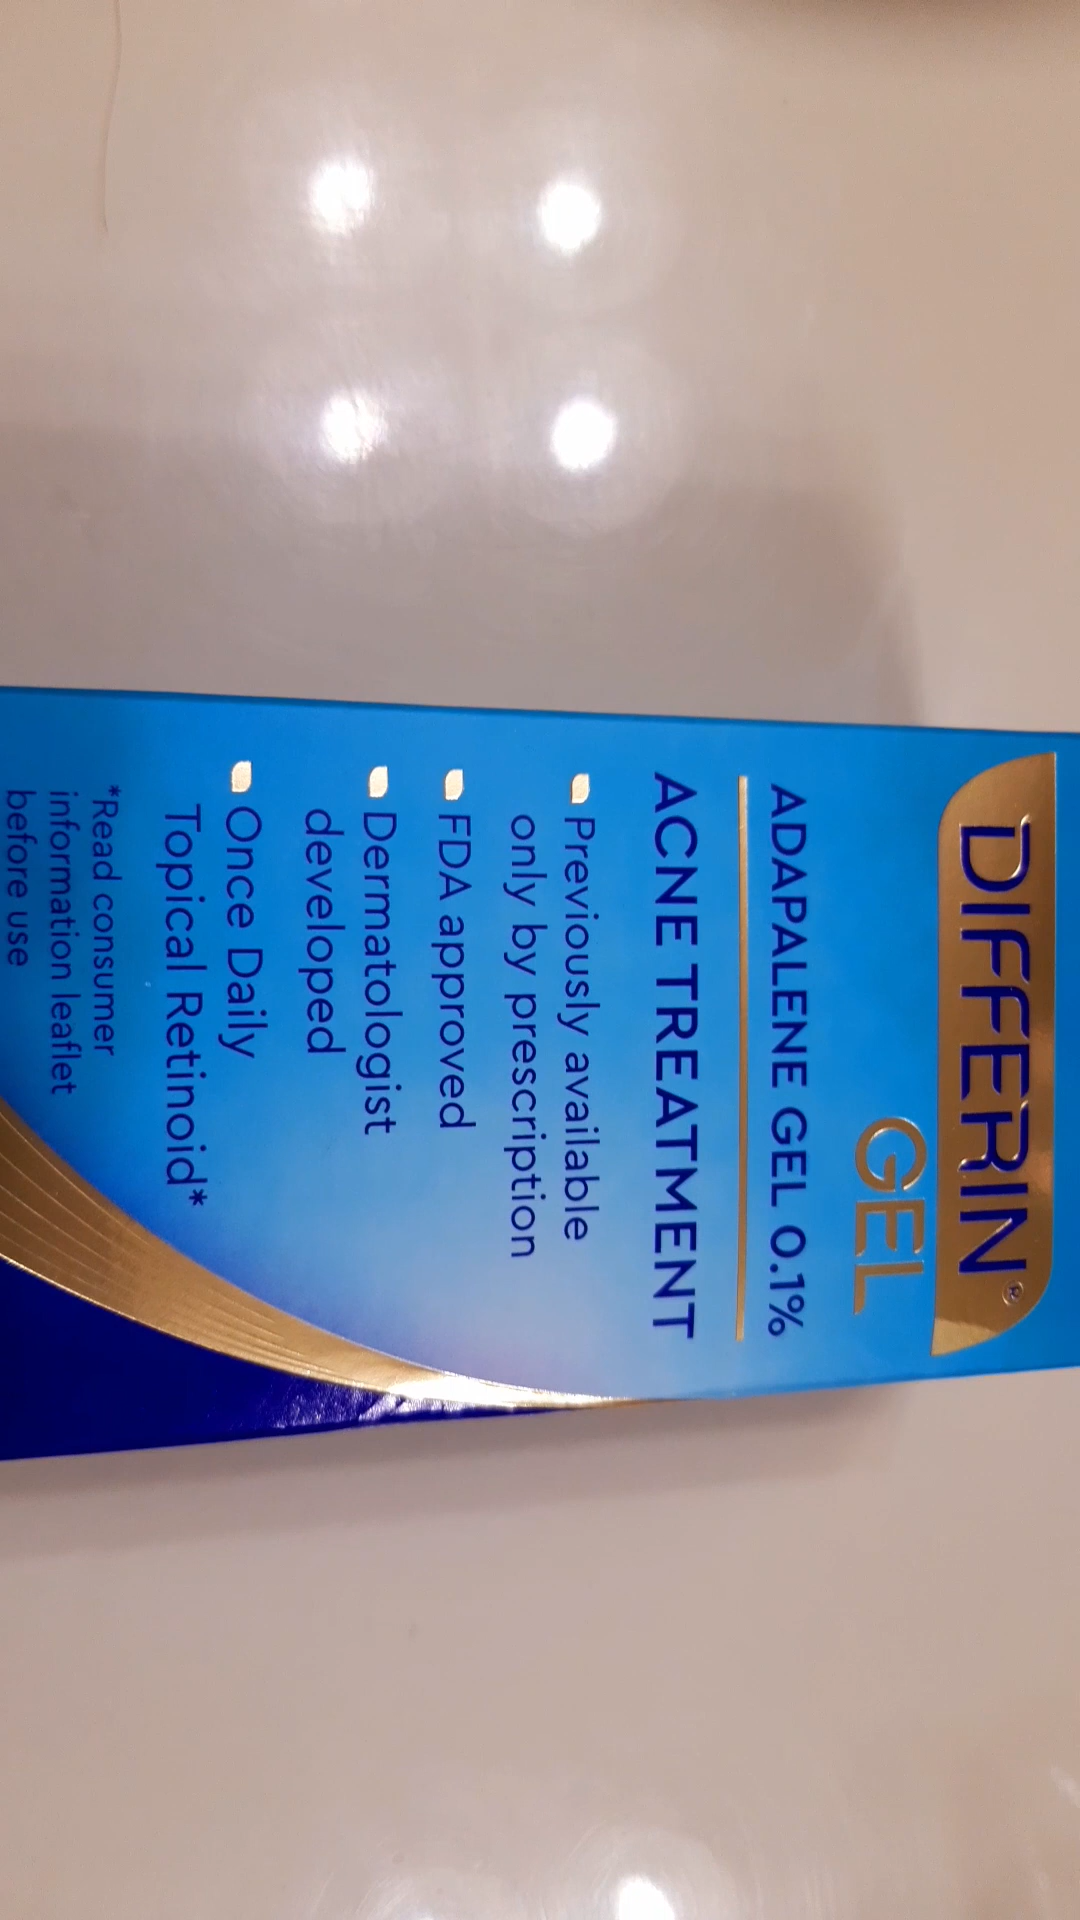 DIFFERIN®
GEL
ADAPALENE GEL 0.1%
ACNE TREATMENT
Previously available
only by prescription
FDA approved
Dermatologist
developed
Once Daily
Topical Retinoid*
*Read consumer
information leaflet
before use